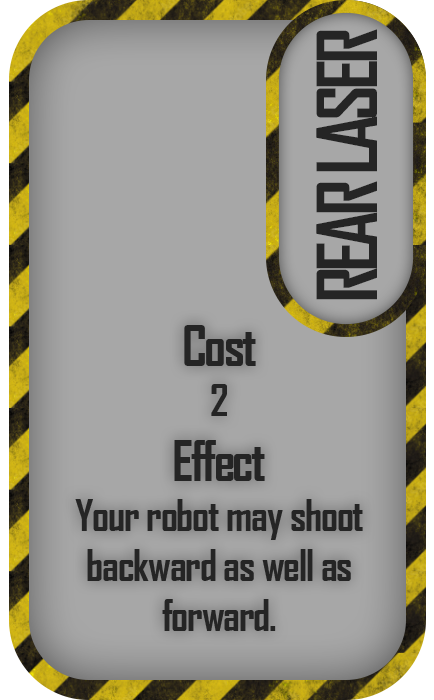 REAR LASER
Cost
2
Effect
Your robot may shoot
backward as well as
forward.